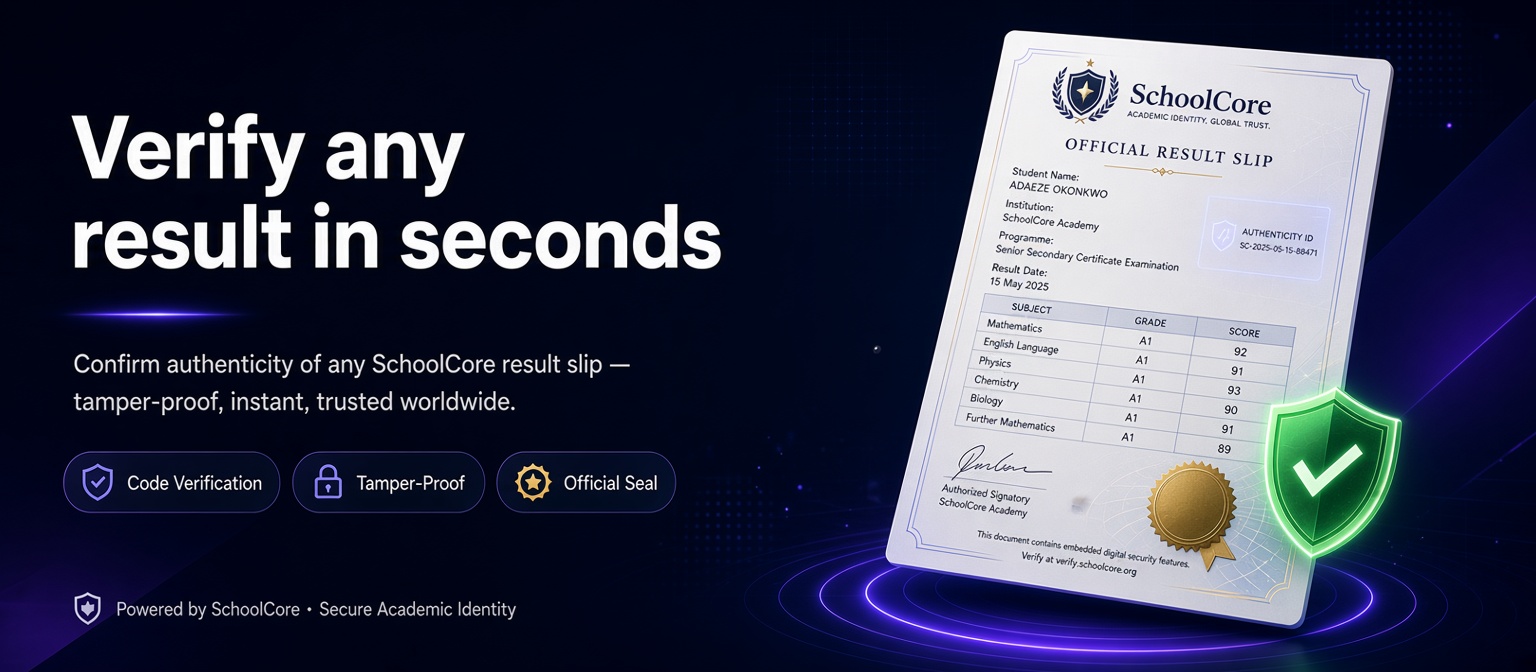 Verify any
result in seconds
Confirm authenticity of any SchoolCore result slip —
tamper-proof, instant, trusted worldwide.
Code Verification
Tamper-Proof
Official Seal
Powered by SchoolCore • Secure Academic Identity
SchoolCore
ACADEMIC IDENTITY. GLOBAL TRUST.
OFFICIAL RESULT SLIP
Student Name:
ADAEZE OKONKWO
Institution:
SchoolCore Academy
Programme:
Senior Secondary Certificate Examination
Result Date:
15 May 2025
AUTHENTICITY ID
SC-2025-05-15-88471
SUBJECT GRADE SCORE
Mathematics A1 92
English Language A1 91
Physics A1 93
Chemistry A1 90
Biology A1 91
Further Mathematics A1 89
Authorized Signatory
SchoolCore Academy
This document contains embedded digital security features.
Verify at verify.schoolcore.org